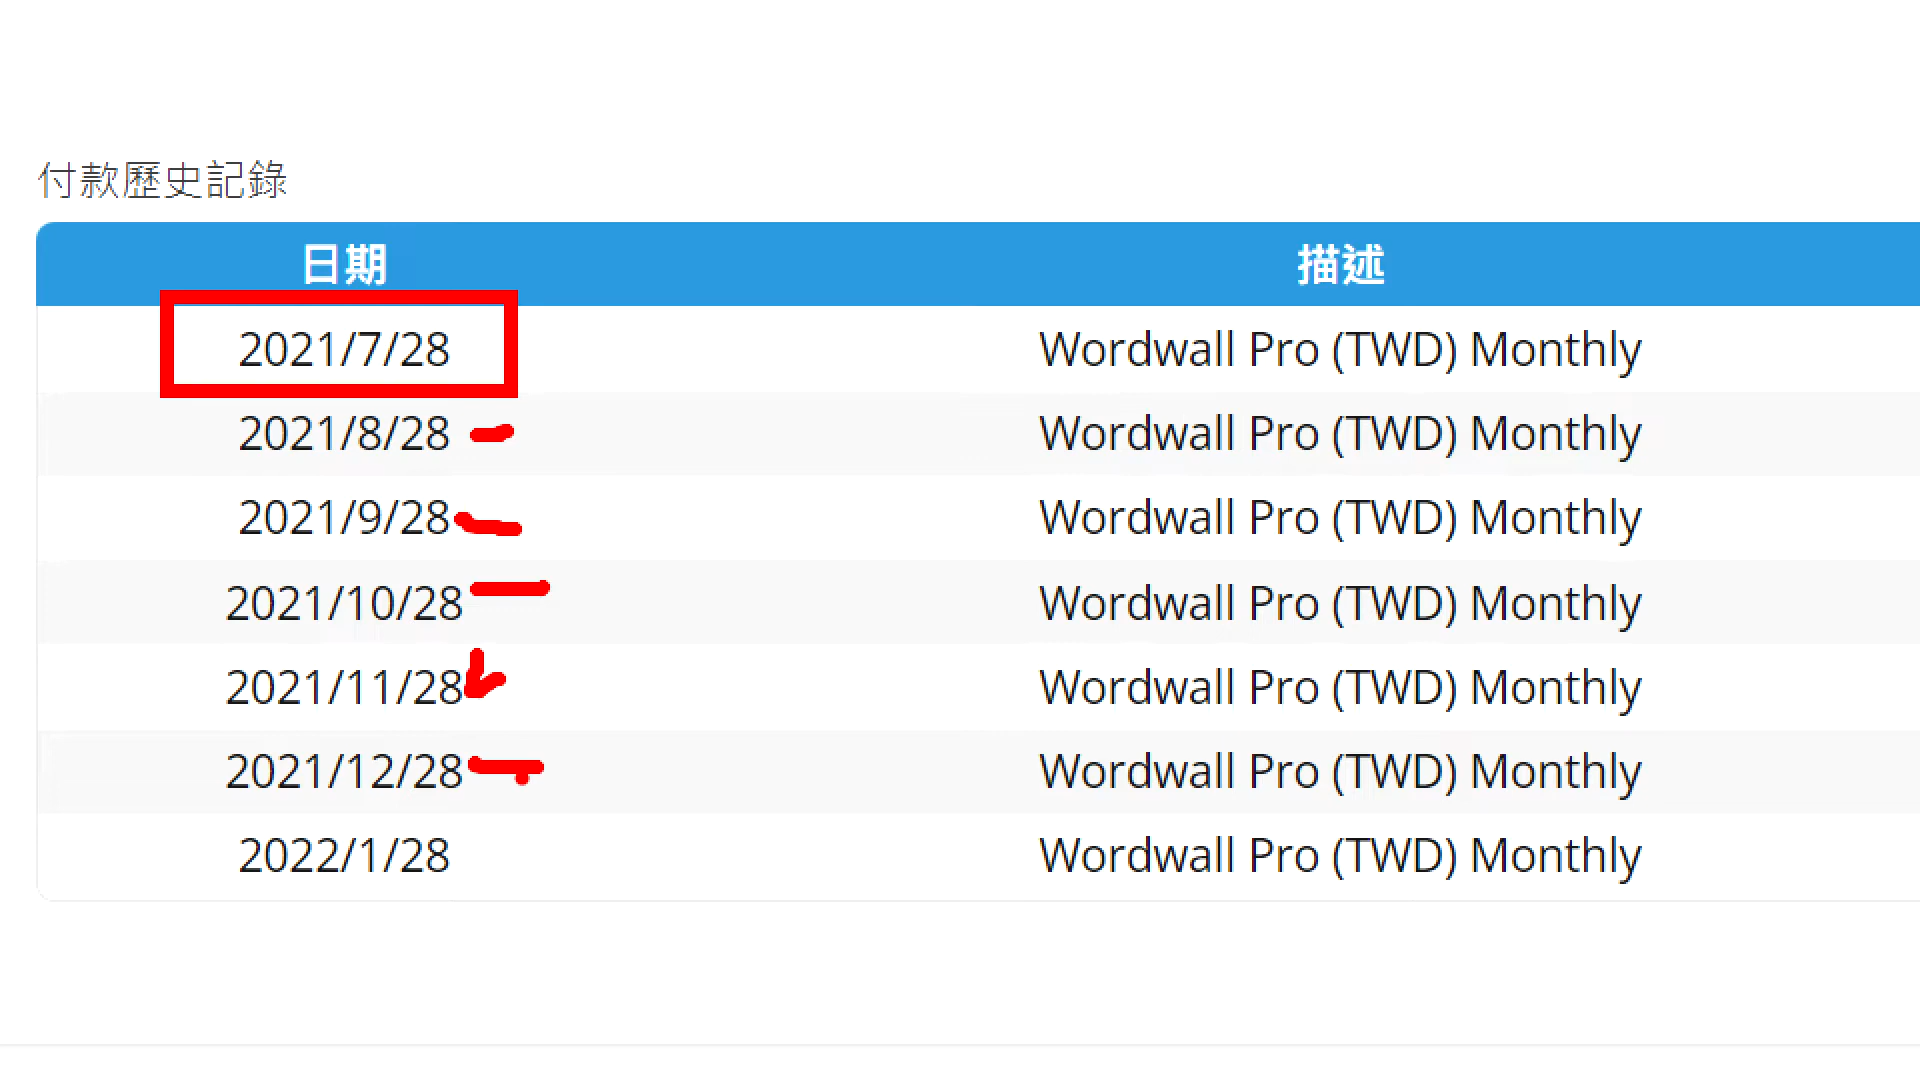 付款歷史記錄
日期 描述
2021/7/28 Wordwall Pro (TWD) Monthly
2021/8/28 Wordwall Pro (TWD) Monthly
2021/9/28 Wordwall Pro (TWD) Monthly
2021/10/28 Wordwall Pro (TWD) Monthly
2021/11/28 Wordwall Pro (TWD) Monthly
2021/12/28 Wordwall Pro (TWD) Monthly
2022/1/28 Wordwall Pro (TWD) Monthly